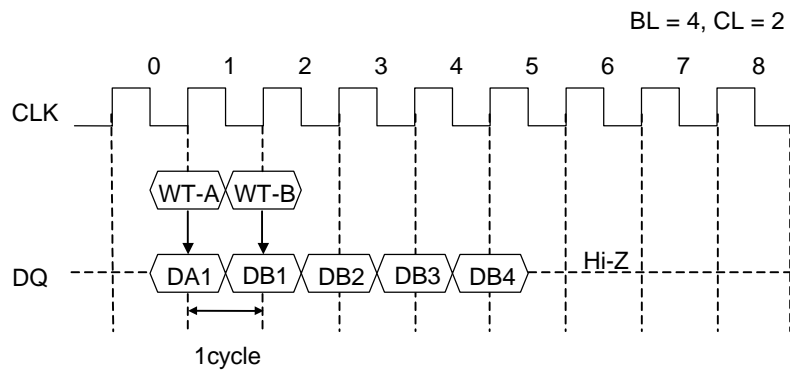 BL = 4, CL = 2
0 1 2 3 4 5 6 7 8
CLK
WT-A WT-B
DQ DA1 DB1 DB2 DB3 DB4 Hi-Z
1cycle